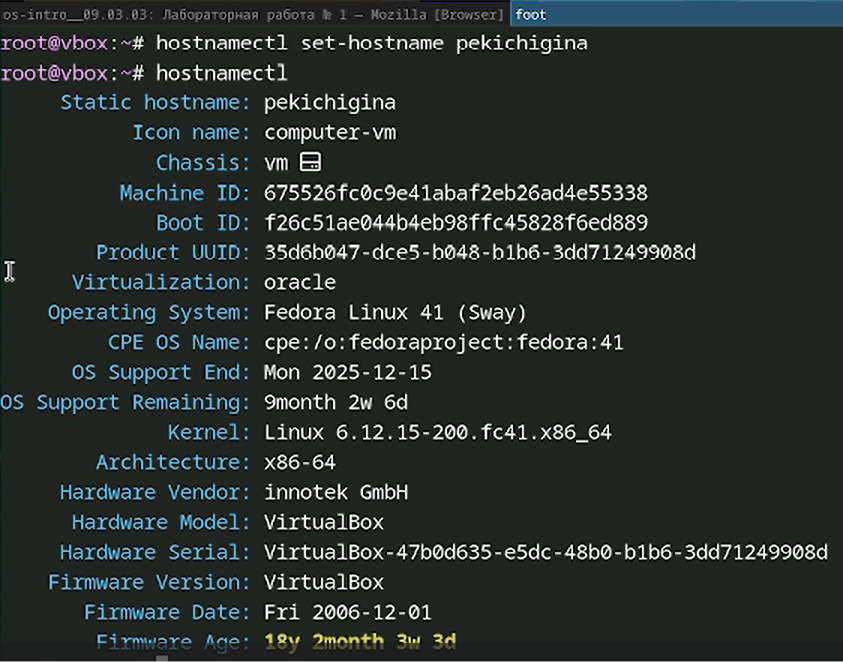 os-intro__09.03.03: Лабораторная работа № 1 — Mozilla [Browser] foot
root@vbox:~# hostnamectl set-hostname pekichigina
root@vbox:~# hostnamectl
Static hostname: pekichigina
Icon name: computer-vm
Chassis: vm 🖴
Machine ID: 675526fc0c9e41abaf2eb26ad4e55338
Boot ID: f26c51ae044b4eb98ffc45828f6ed889
Product UUID: 35d6b047-dce5-b048-b1b6-3dd71249908d
Virtualization: oracle
Operating System: Fedora Linux 41 (Sway)
CPE OS Name: cpe:/o:fedoraproject:fedora:41
OS Support End: Mon 2025-12-15
OS Support Remaining: 9month 2w 6d
Kernel: Linux 6.12.15-200.fc41.x86_64
Architecture: x86-64
Hardware Vendor: innotek GmbH
Hardware Model: VirtualBox
Hardware Serial: VirtualBox-47b0d635-e5dc-48b0-b1b6-3dd71249908d
Firmware Version: VirtualBox
Firmware Date: Fri 2006-12-01
Firmware Age: 18y 2month 3w 3d